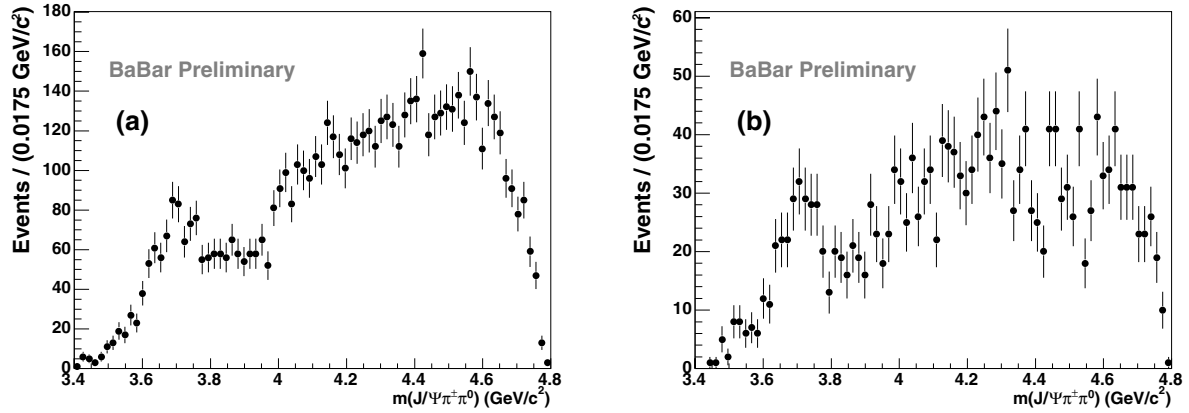 Events / (0.0175 GeV/c²)
180
160
140
120
100
80
60
40
20
0
BaBar Preliminary
(a)
3.4 3.6 3.8 4 4.2 4.4 4.6 4.8
m(J/Ψπ±π⁰) (GeV/c²)
Events / (0.0175 GeV/c²)
60
50
40
30
20
10
0
BaBar Preliminary
(b)
3.4 3.6 3.8 4 4.2 4.4 4.6 4.8
m(J/Ψπ±π⁰) (GeV/c²)